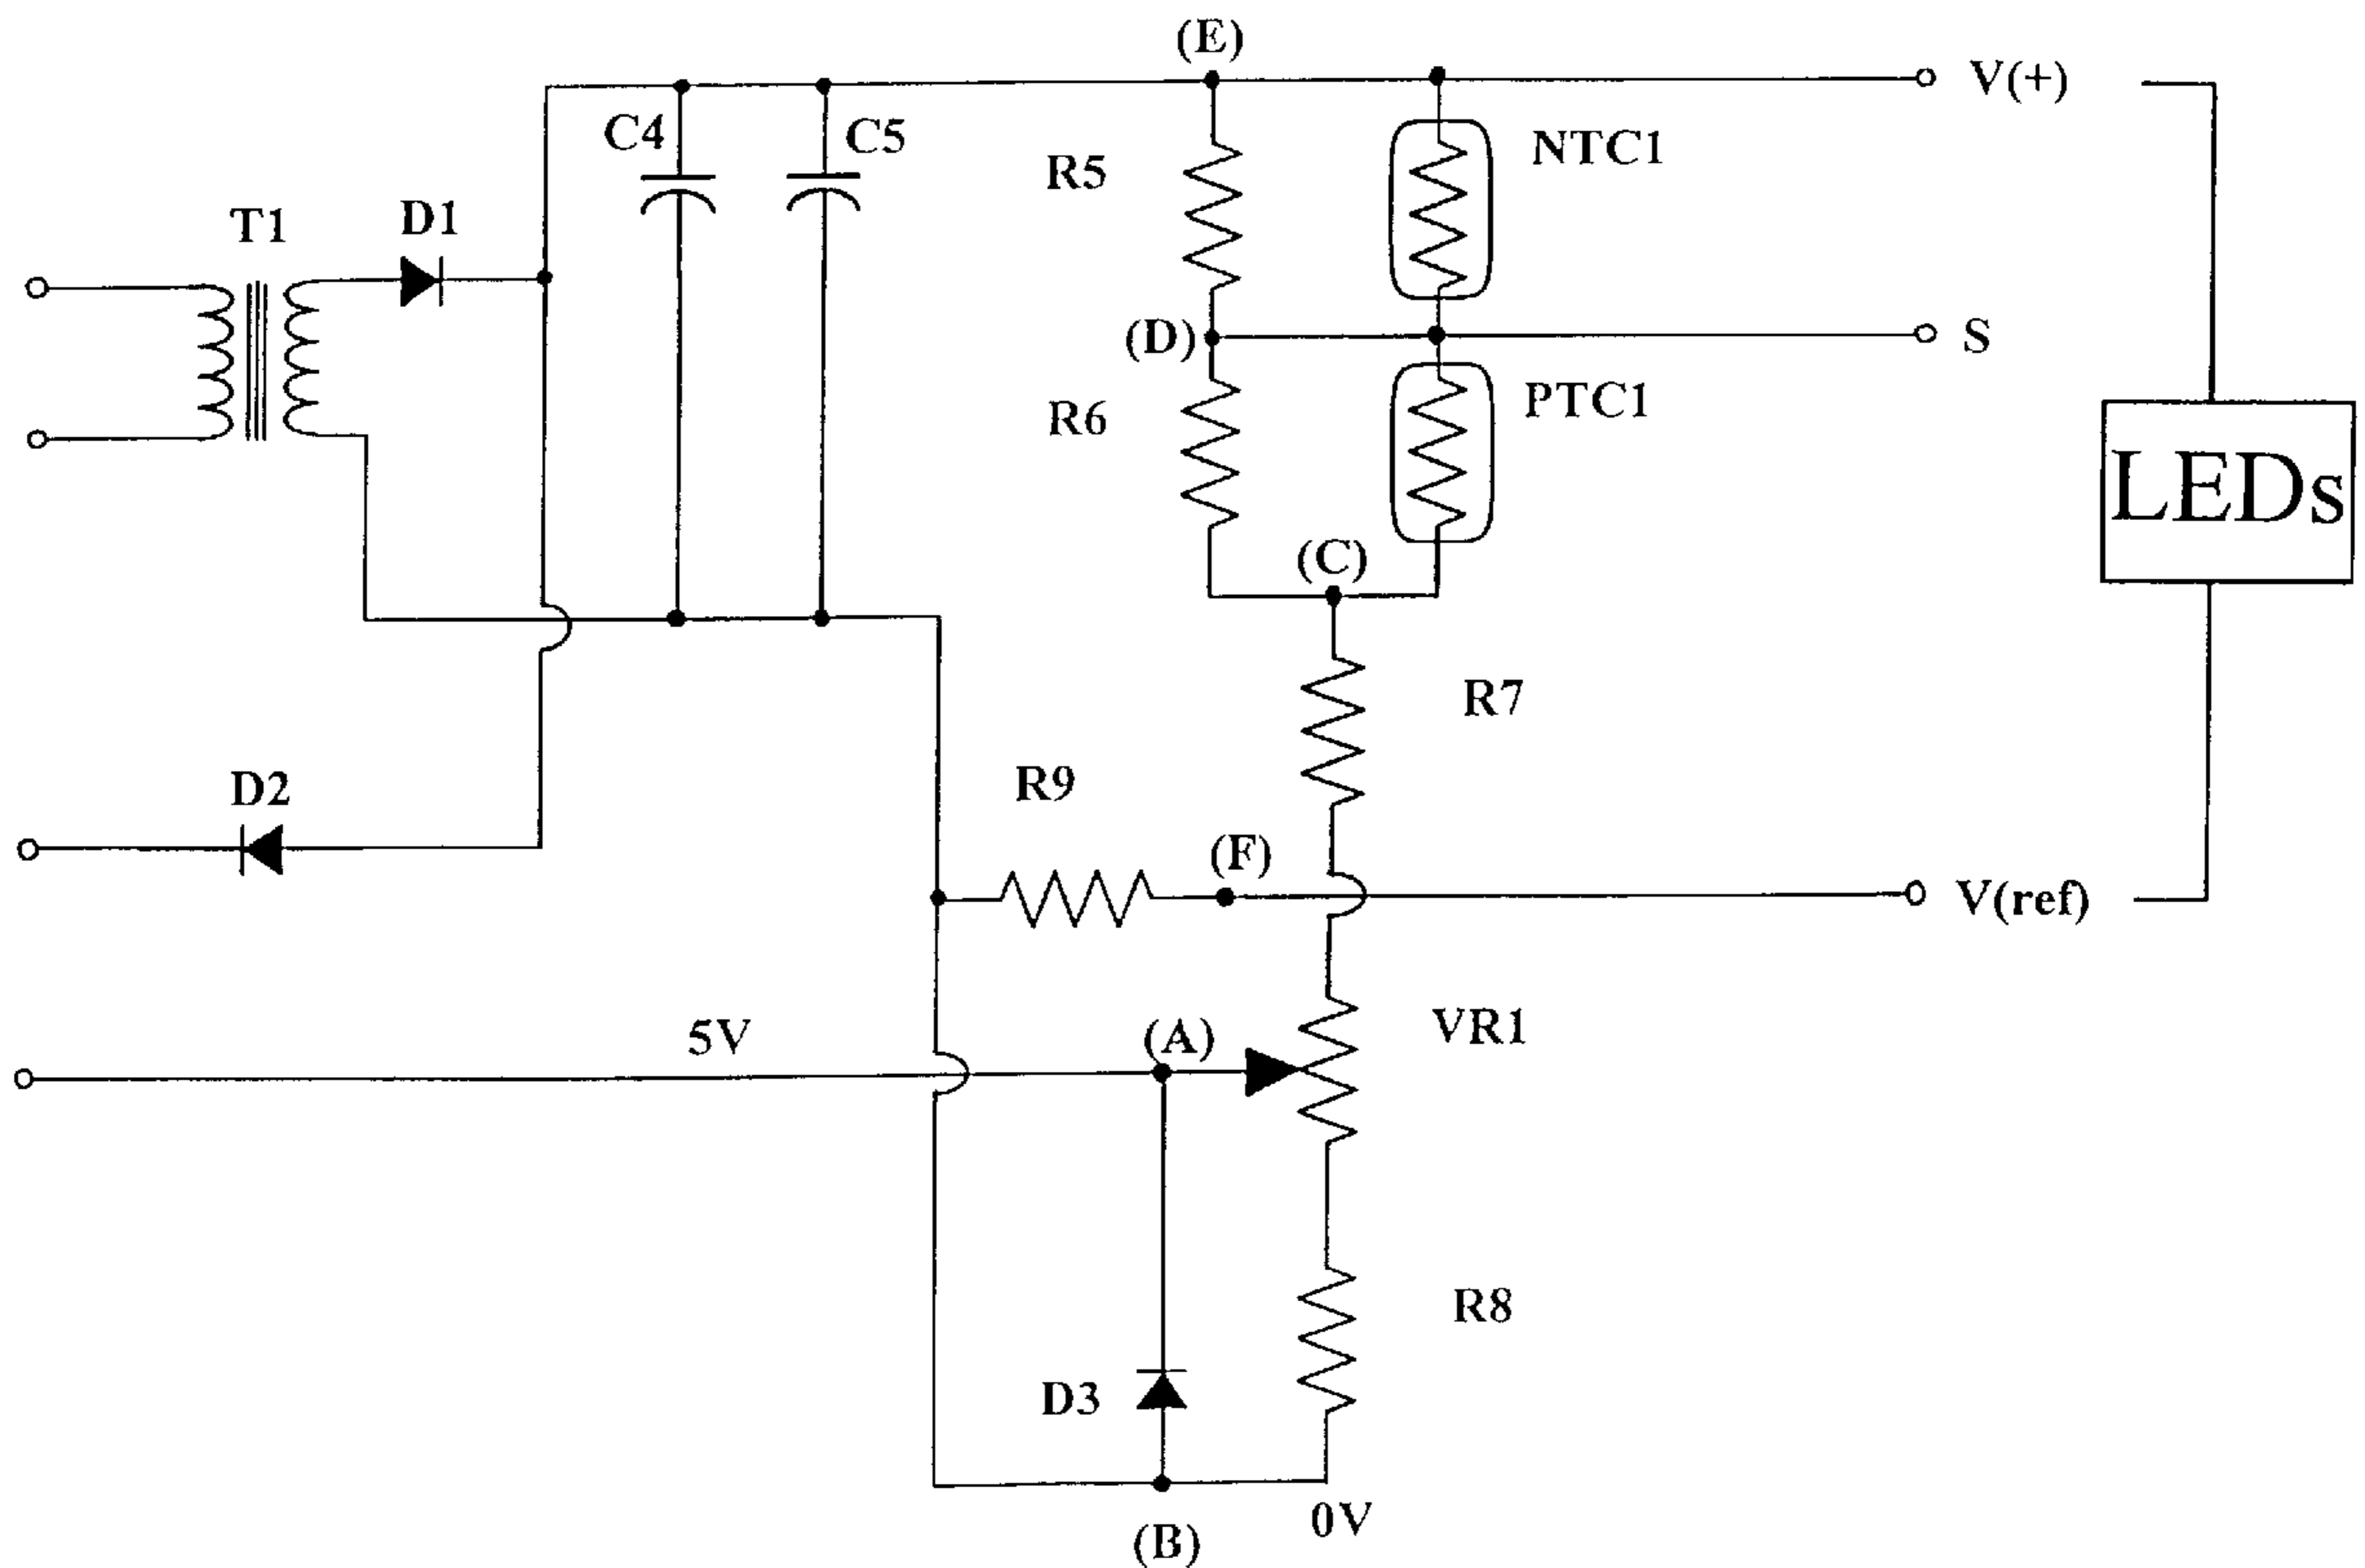 (E)
V(+)
C4
C5
R5
NTC1
T1
D1
(D)
S
R6
PTC1
LEDs
(C)
R7
R9
D2
(F)
V(ref)
5V
(A)
VR1
R8
D3
0V
(B)